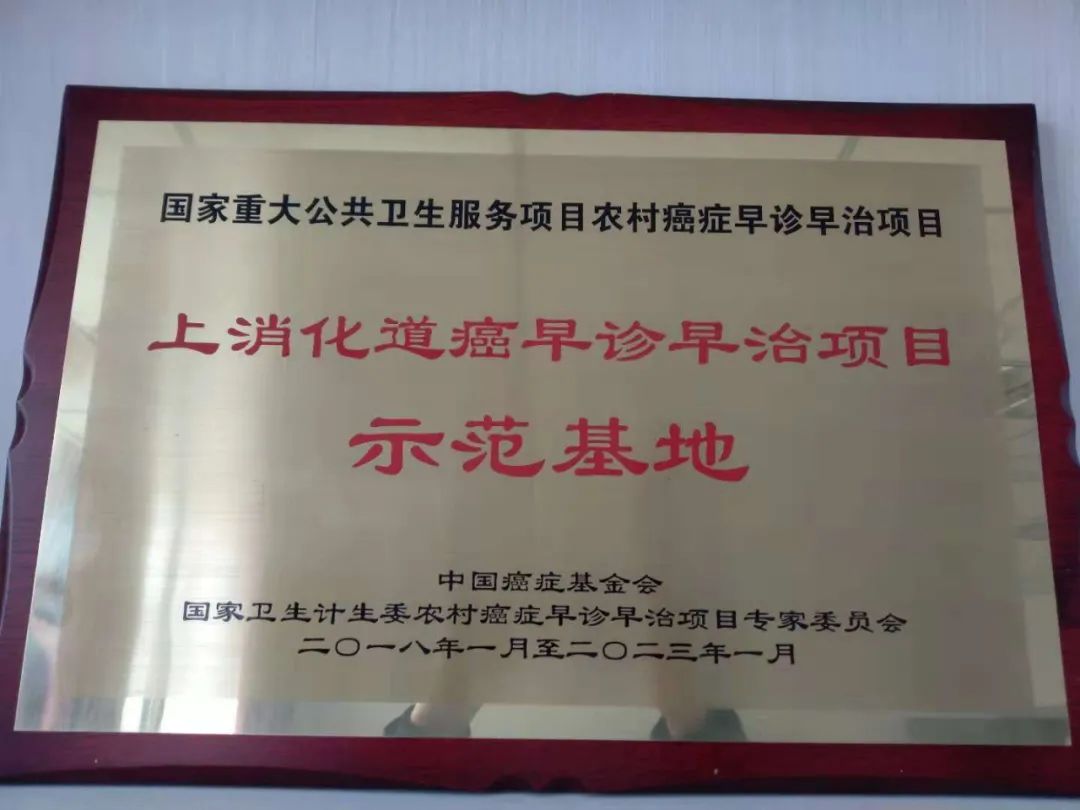 国家重大公共卫生服务项目农村癌症早诊早治项目
上消化道癌早诊早治项目
示范基地
中国癌症基金会
国家卫生计生委农村癌症早诊早治项目专家委员会
二〇一八年一月至二〇二三年一月